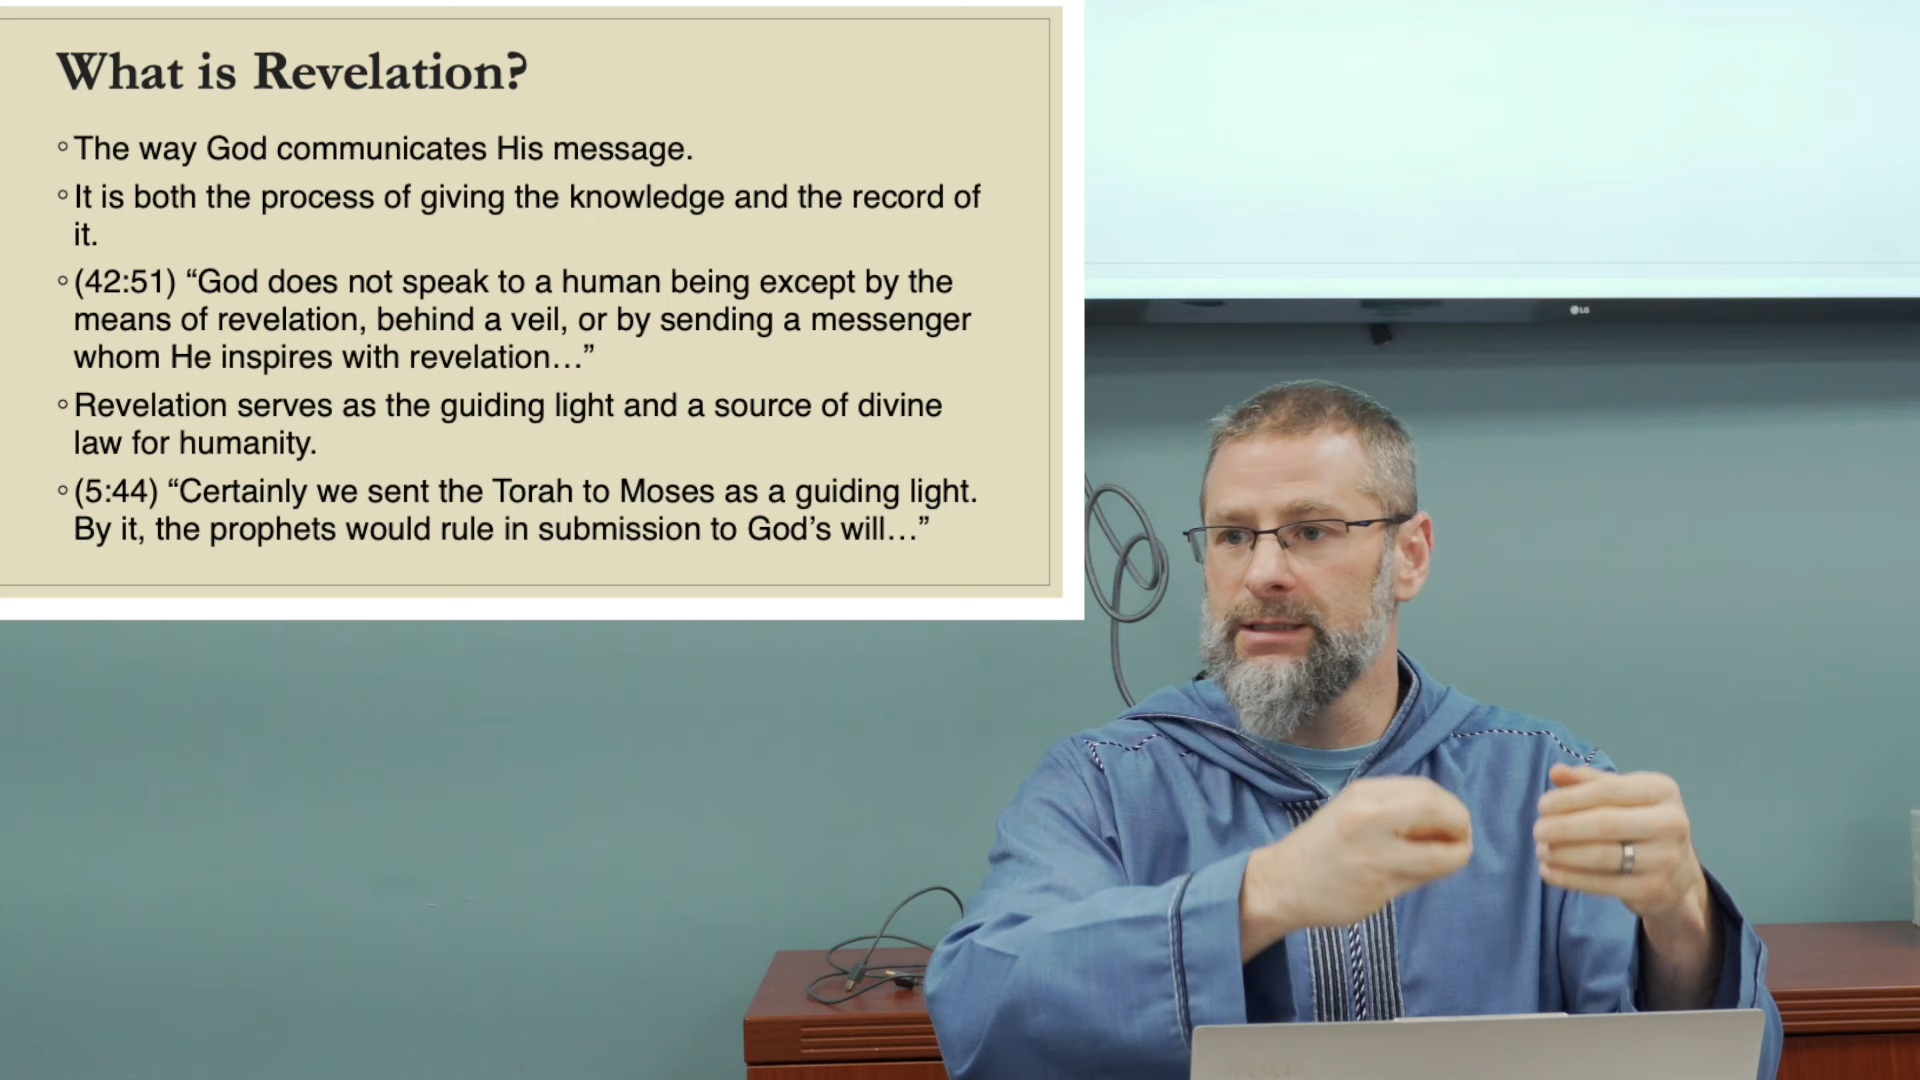 What is Revelation?
◦ The way God communicates His message.
◦ It is both the process of giving the knowledge and the record of
it.
◦ (42:51) “God does not speak to a human being except by the
means of revelation, behind a veil, or by sending a messenger
whom He inspires with revelation…”
◦ Revelation serves as the guiding light and a source of divine
law for humanity.
◦ (5:44) “Certainly we sent the Torah to Moses as a guiding light.
By it, the prophets would rule in submission to God’s will…”
LG